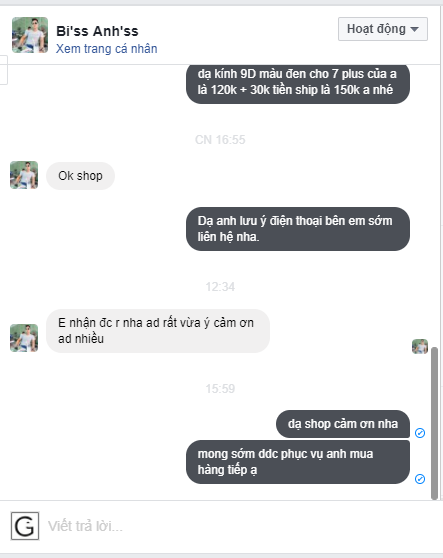 Bi'ss Anh'ss
Xem trang cá nhân
Hoạt động
dạ kính 9D màu đen cho 7 plus của a
là 120k + 30k tiền ship là 150k a nhé
CN 16:55
Ok shop
Dạ anh lưu ý điện thoại bên em sớm
liên hệ nha.
12:34
E nhận đc r nha ad rất vừa ý cảm ơn
ad nhiều
15:59
dạ shop cảm ơn nha
mong sớm ddc phục vụ anh mua
hàng tiếp ạ
G
Viết trả lời...